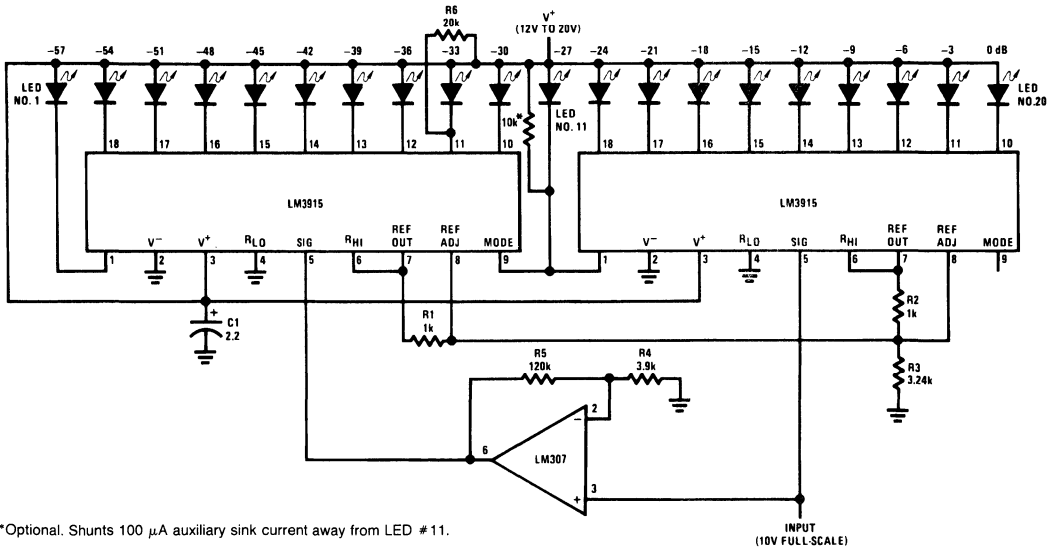 R6
20k
V+
(12V TO 20V)
−57 −54 −51 −48 −45 −42 −39 −36 −33 −30 −27 −24 −21 −18 −15 −12 −9 −6 −3 0 dB
LED
NO. 1
10k*
LED
NO. 11
LED
NO.20
18 17 16 15 14 13 12 11 10
18 17 16 15 14 13 12 11 10
LM3915
LM3915
V− V+ RLO SIG RHI REF OUT REF ADJ MODE
V− V+ RLO SIG RHI REF OUT REF ADJ MODE
1 2 3 4 5 6 7 8 9
1 2 3 4 5 6 7 8 9
+
C1
2.2
R1
1k
R2
1k
R3
3.24k
R5
120k
R4
3.9k
2
−
6
LM307
+
3
INPUT
(10V FULL-SCALE)
*Optional. Shunts 100 μA auxiliary sink current away from LED #11.